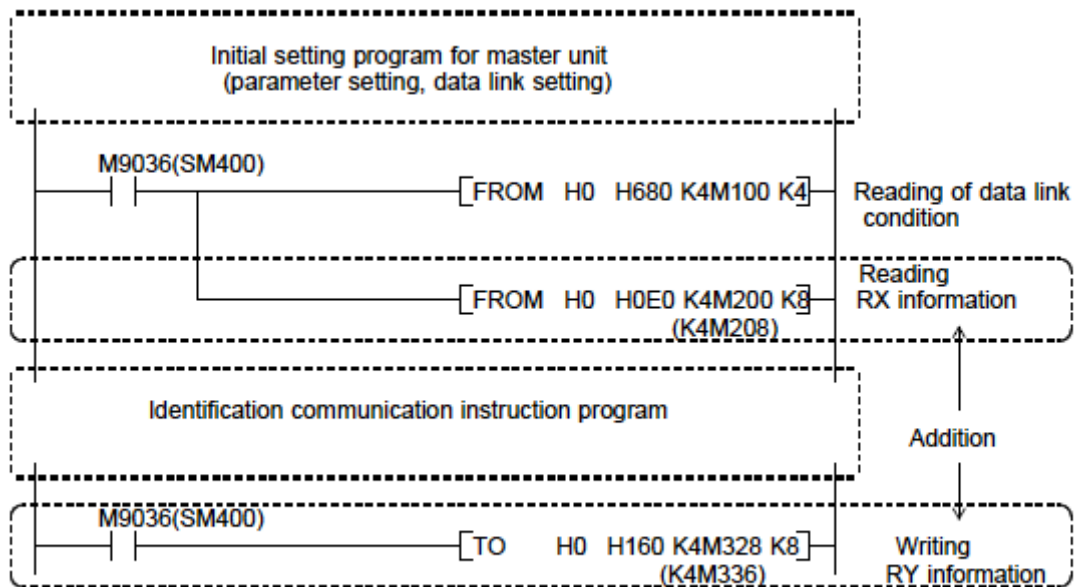 Initial setting program for master unit
(parameter setting, data link setting)
M9036(SM400)
FROM H0 H680 K4M100 K4
Reading of data link
condition
FROM H0 H0E0 K4M200 K8
(K4M208)
Reading
RX information
Identification communication instruction program
Addition
M9036(SM400)
TO H0 H160 K4M328 K8
(K4M336)
Writing
RY information